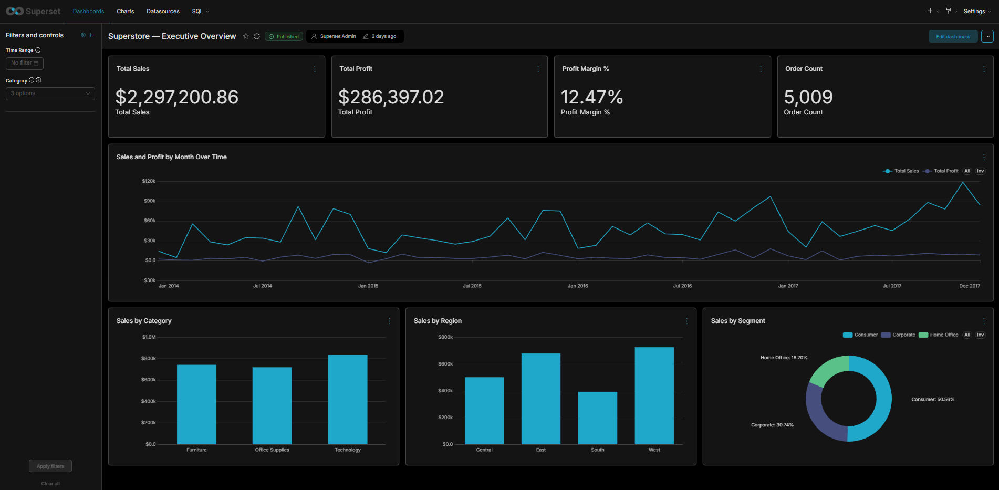 Superset
Dashboards Charts Datasources SQL
Settings
Filters and controls
Time Range
No filter
Category
3 options
Apply filters
Clear all
Superstore — Executive Overview Published Superset Admin 2 days ago
Edit dashboard ...
Total Sales
$2,297,200.86
Total Sales
Total Profit
$286,397.02
Total Profit
Profit Margin %
12.47%
Profit Margin %
Order Count
5,009
Order Count
Sales and Profit by Month Over Time
Total Sales Total Profit All Inv
$120k
$90k
$60k
$30k
$0.0
-$30k
Jan 2014 Jul 2014 Jan 2015 Jul 2015 Jan 2016 Jul 2016 Jan 2017 Jul 2017 Dec 2017
Sales by Category
$1.0M
$800k
$600k
$400k
$200k
$0.0
Furniture Office Supplies Technology
Sales by Region
$800k
$600k
$400k
$200k
$0.0
Central East South West
Sales by Segment
Consumer Corporate Home Office All Inv
Home Office: 18.70%
Consumer: 50.56%
Corporate: 30.74%